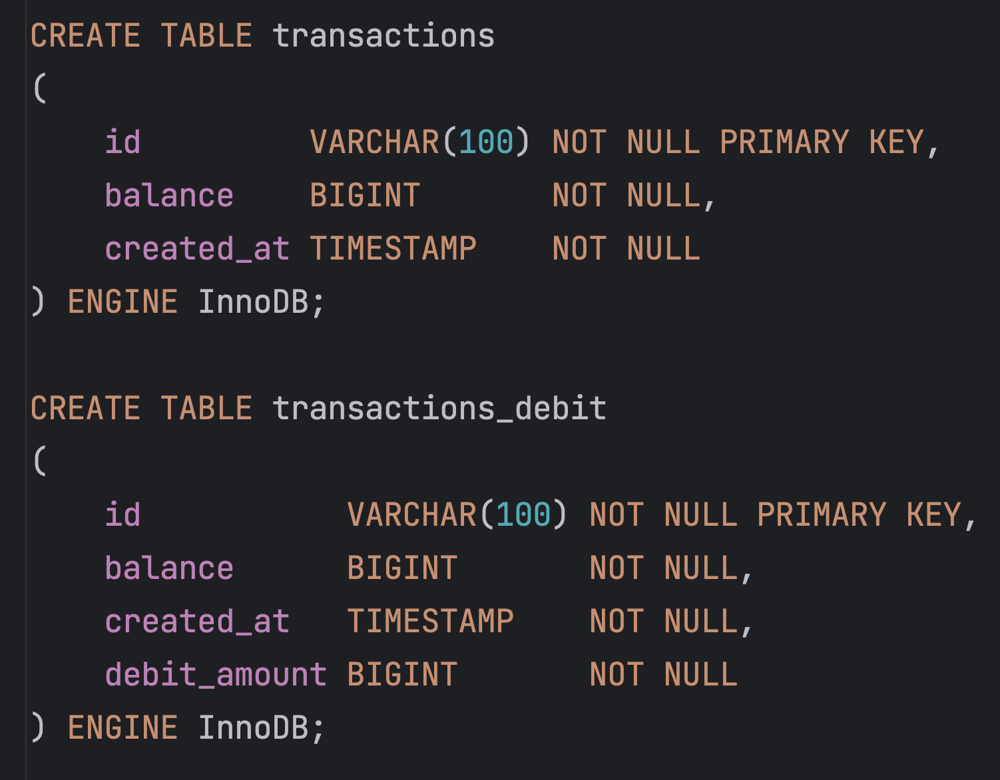 CREATE TABLE transactions
(
    id         VARCHAR(100) NOT NULL PRIMARY KEY,
    balance    BIGINT       NOT NULL,
    created_at TIMESTAMP    NOT NULL
) ENGINE InnoDB;

CREATE TABLE transactions_debit
(
    id           VARCHAR(100) NOT NULL PRIMARY KEY,
    balance      BIGINT       NOT NULL,
    created_at   TIMESTAMP    NOT NULL,
    debit_amount BIGINT       NOT NULL
) ENGINE InnoDB;